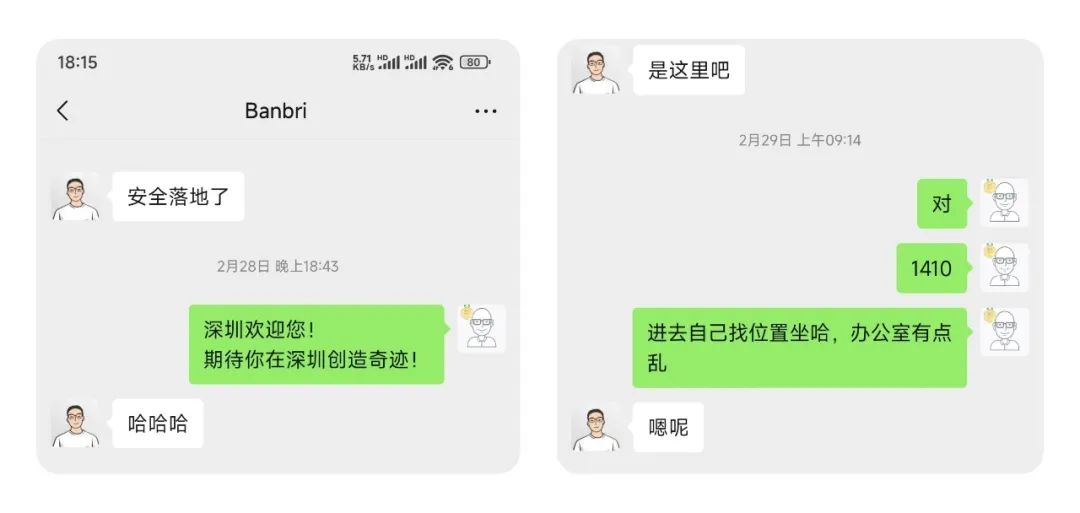 18:15
5.71 KB/s HD HD 80
Banbri
安全落地了
2月28日 晚上18:43
深圳欢迎您！
期待你在深圳创造奇迹！
哈哈哈
是这里吧
2月29日 上午09:14
对
1410
进去自己找位置坐哈，办公室有点
乱
嗯呢